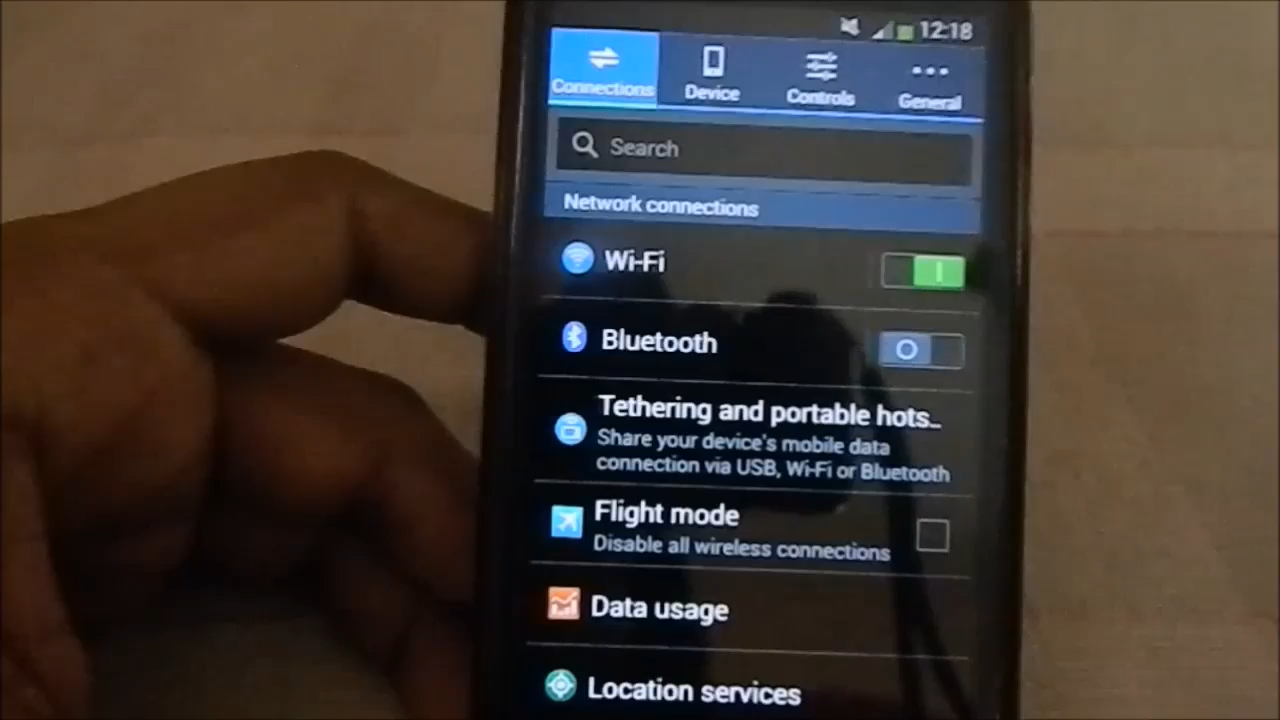 12:18
Connections Device Controls General
Search
Network connections
Wi-Fi
Bluetooth
Tethering and portable hots..
Share your device's mobile data
connection via USB, Wi-Fi or Bluetooth
Flight mode
Disable all wireless connections
Data usage
Location services